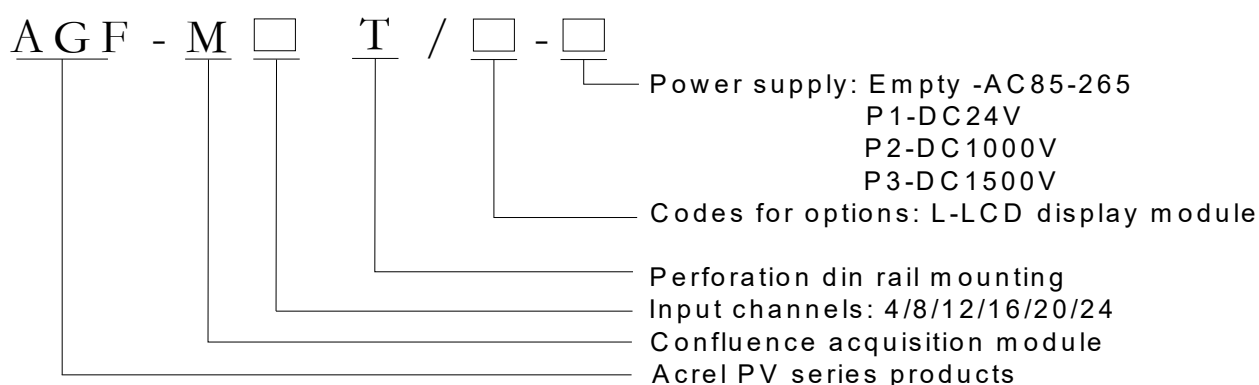 AGF - M □ T / □ - □
Power supply: Empty -AC85-265
P1-DC24V
P2-DC1000V
P3-DC1500V
Codes for options: L-LCD display module
Perforation din rail mounting
Input channels: 4/8/12/16/20/24
Confluence acquisition module
Acrel PV series products